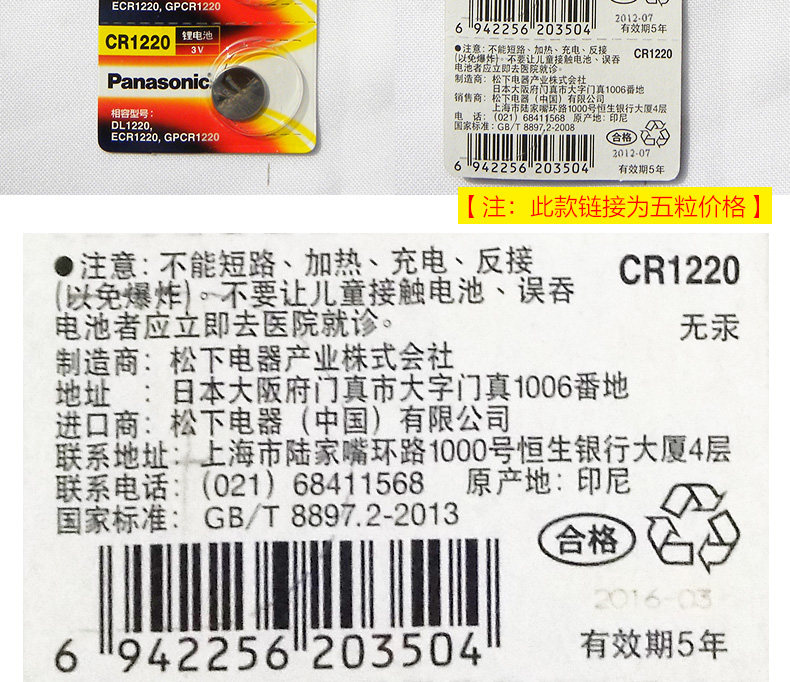 ECR1220, GPCR1220
CR1220 锂电池 3V
Panasonic
相容型号:
DL1220,
ECR1220, GPCR1220
6 942256 203504
2012-07
有效期5年
●注意:不能短路、加热、充电、反接 CR1220
(以免爆炸)。不要让儿童接触电池、误吞
电池者应立即去医院就诊。
制造商:松下电器产业株式会社
日本大阪府门真市大字门真1006番地
销售商:松下电器(中国)有限公司
上海市陆家嘴环路1000号恒生银行大厦4层
电 话:(021) 68411568 原产地:印尼
国家标准:GB/T 8897.2-2008
合格
2012-07
6 942256 203504
有效期5年
【 注:此款链接为五粒价格 】
●注意:不能短路、加热、充电、反接 CR1220
(以免爆炸)。不要让儿童接触电池、误吞
电池者应立即去医院就诊。 无汞
制造商:松下电器产业株式会社
地址 :日本大阪府门真市大字门真1006番地
进口商:松下电器(中国)有限公司
联系地址:上海市陆家嘴环路1000号恒生银行大厦4层
联系电话:(021) 68411568 原产地:印尼
国家标准:GB/T 8897.2-2013
合格
2016-03
6 942256 203504
有效期5年